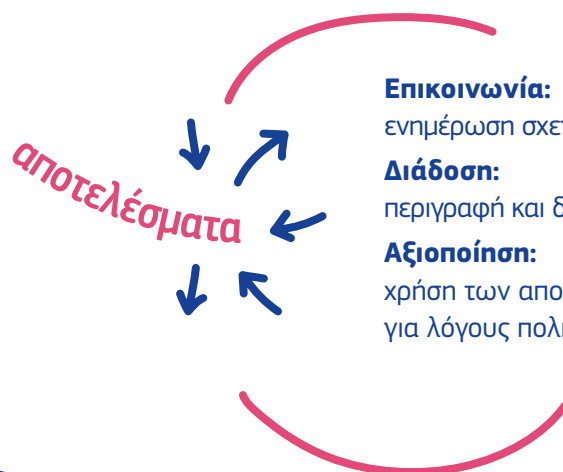 αποτελέσματα
Επικοινωνία:
ενημέρωση
Διάδοση:
περιγραφή και
Αξιοποίηση:
χρήση των
για λόγους